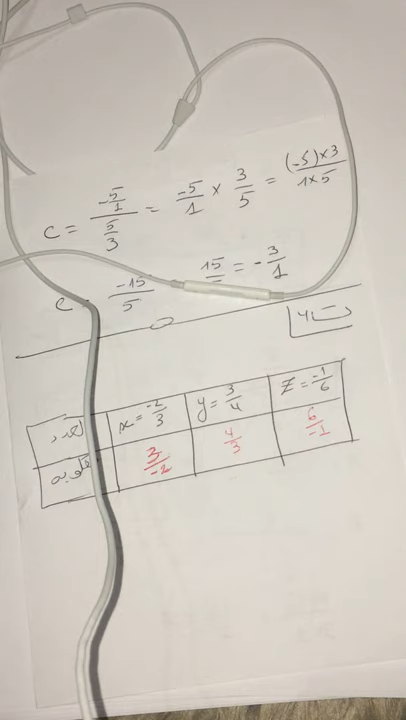 C = (-5/1)/(5/3) = -5/1 × 3/5 = (-5)×3/1×5
C = -15/5 15/ = -3/1
ت 4
x = -2/3 y = 3/4 z = -1/6
3/-2 4/3 6/-1